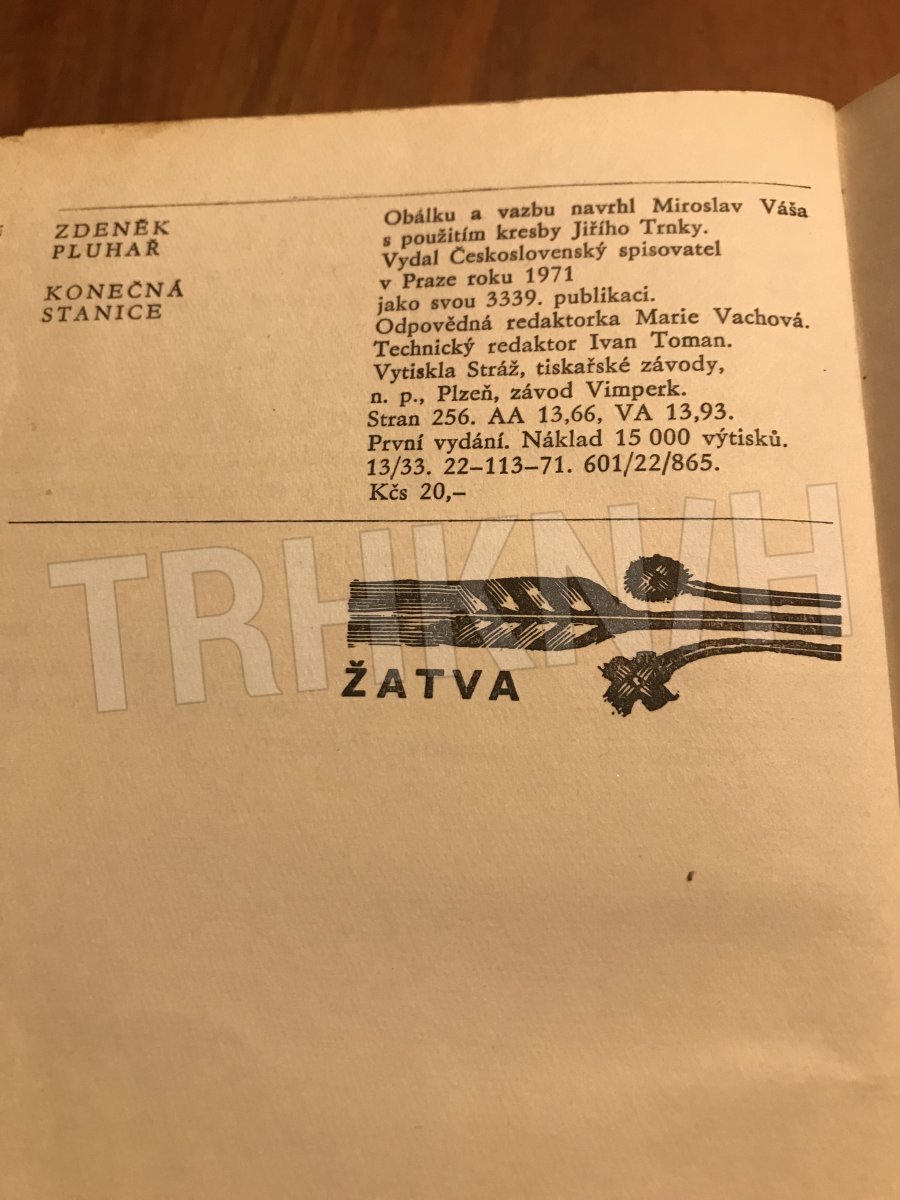 ZDENĚK
PLUHAŘ
KONEČNÁ
STANICE
Obálku a vazbu navrhl Miroslav Váša
s použitím kresby Jiřího Trnky.
Vydal Československý spisovatel
v Praze roku 1971
jako svou 3339. publikaci.
Odpovědná redaktorka Marie Vachová.
Technický redaktor Ivan Toman.
Vytiskla Stráž, tiskařské závody,
n. p., Plzeň, závod Vimperk.
Stran 256. AA 13,66, VA 13,93.
První vydání. Náklad 15 000 výtisků.
13/33. 22–113–71. 601/22/865.
Kčs 20,–
TRHKNIH
ŽATVA